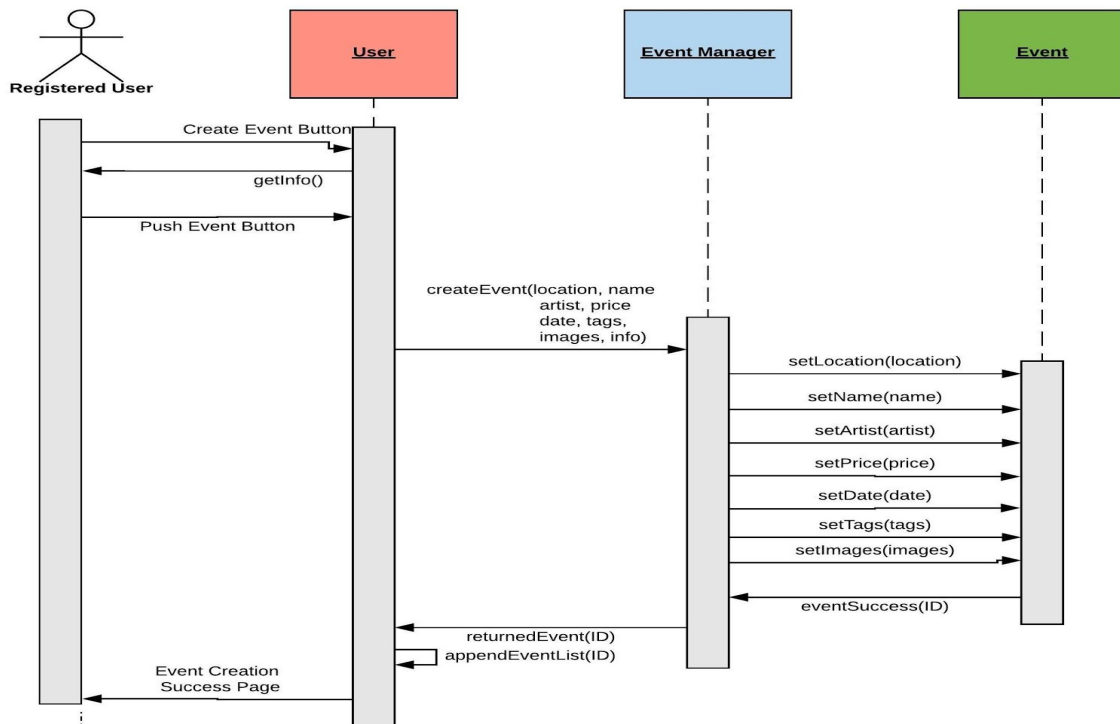 Registered User
User
Event Manager
Event
Create Event Button
getInfo()
Push Event Button
createEvent(location, name
artist, price
date, tags,
images, info)
setLocation(location)
setName(name)
setArtist(artist)
setPrice(price)
setDate(date)
setTags(tags)
setImages(images)
eventSuccess(ID)
returnedEvent(ID)
appendEventList(ID)
Event Creation
Success Page